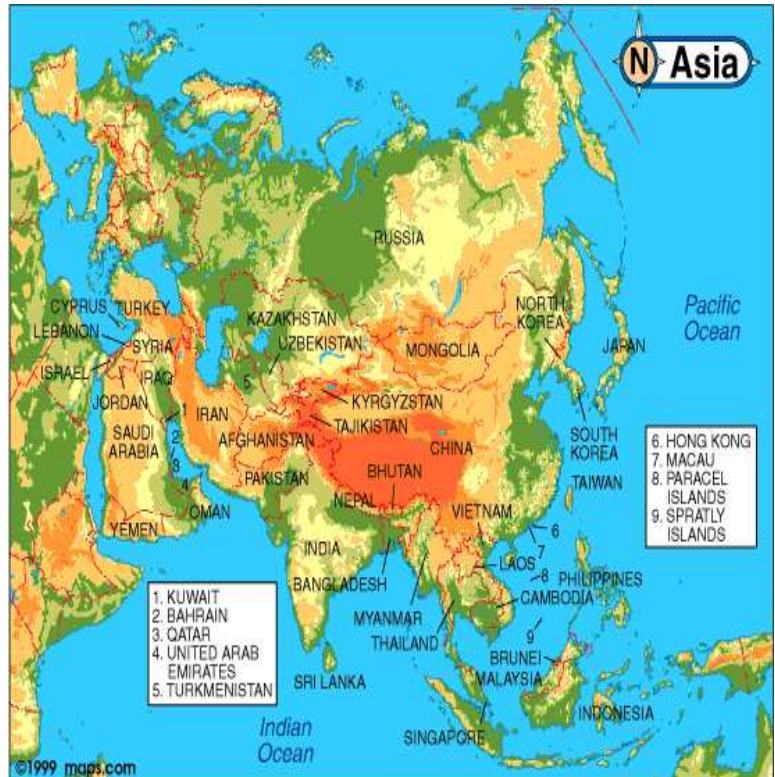 N Asia
RUSSIA
CYPRUS
TURKEY
LEBANON
SYRIA
ISRAEL
IRAQ
JORDAN
SAUDI
ARABIA
YEMEN
OMAN
IRAN
1
2
3
4
5
KAZAKHSTAN
UZBEKISTAN
KYRGYZSTAN
TAJIKISTAN
AFGHANISTAN
PAKISTAN
MONGOLIA
CHINA
NORTH
KOREA
SOUTH
KOREA
JAPAN
Pacific
Ocean
TAIWAN
BHUTAN
NEPAL
INDIA
BANGLADESH
SRI LANKA
VIETNAM
LAOS
MYANMAR
THAILAND
CAMBODIA
6
7
8
9
PHILIPPINES
BRUNEI
MALAYSIA
SINGAPORE
INDONESIA
Indian
Ocean
6. HONG KONG
7. MACAU
8. PARACEL
ISLANDS
9. SPRATLY
ISLANDS
1. KUWAIT
2. BAHRAIN
3. QATAR
4. UNITED ARAB
EMIRATES
5. TURKMENISTAN
©1999 maps.com